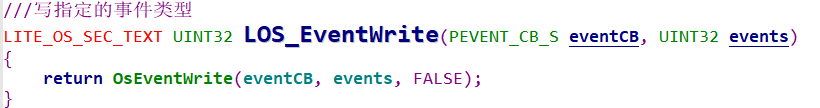 ///写指定的事件类型
LITE_OS_SEC_TEXT UINT32 LOS_EventWrite(PEVENT_CB_S eventCB, UINT32 events)
{
    return OsEventWrite(eventCB, events, FALSE);
}